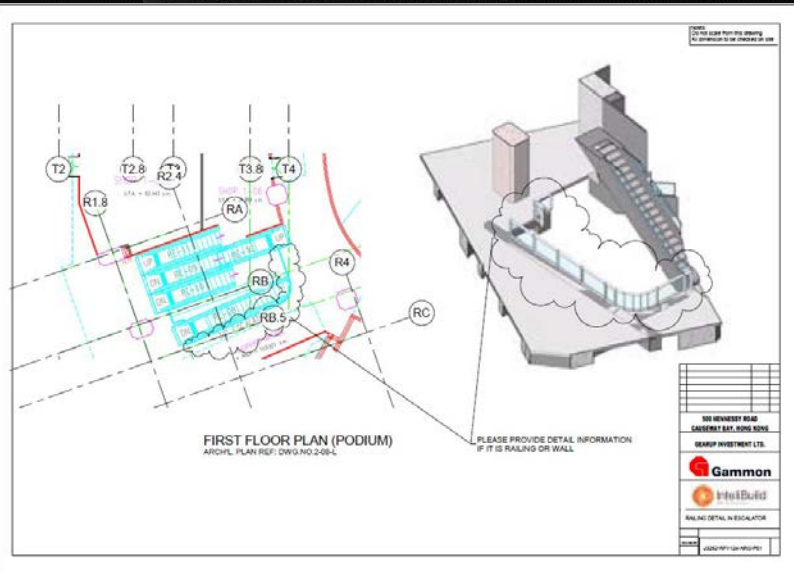 Do not scale from this drawing
All dimension to be checked on site
T2
T2.8
R2.4
T3.8
T4
R1.8
RA
R4
RB
RC
RB.5
UP
UP
DN
DN
DN
FIRST FLOOR PLAN (PODIUM)
ARCH'L. PLAN REF: DWG.NO.2-08-L
PLEASE PROVIDE DETAIL INFORMATION
IF IT IS RAILING OR WALL
500 HENNESSY ROAD
CAUSEWAY BAY, HONG KONG
GEARUP INVESTMENT LTD.
Gammon
InteliBuild
RAILING DETAIL IN ESCALATOR